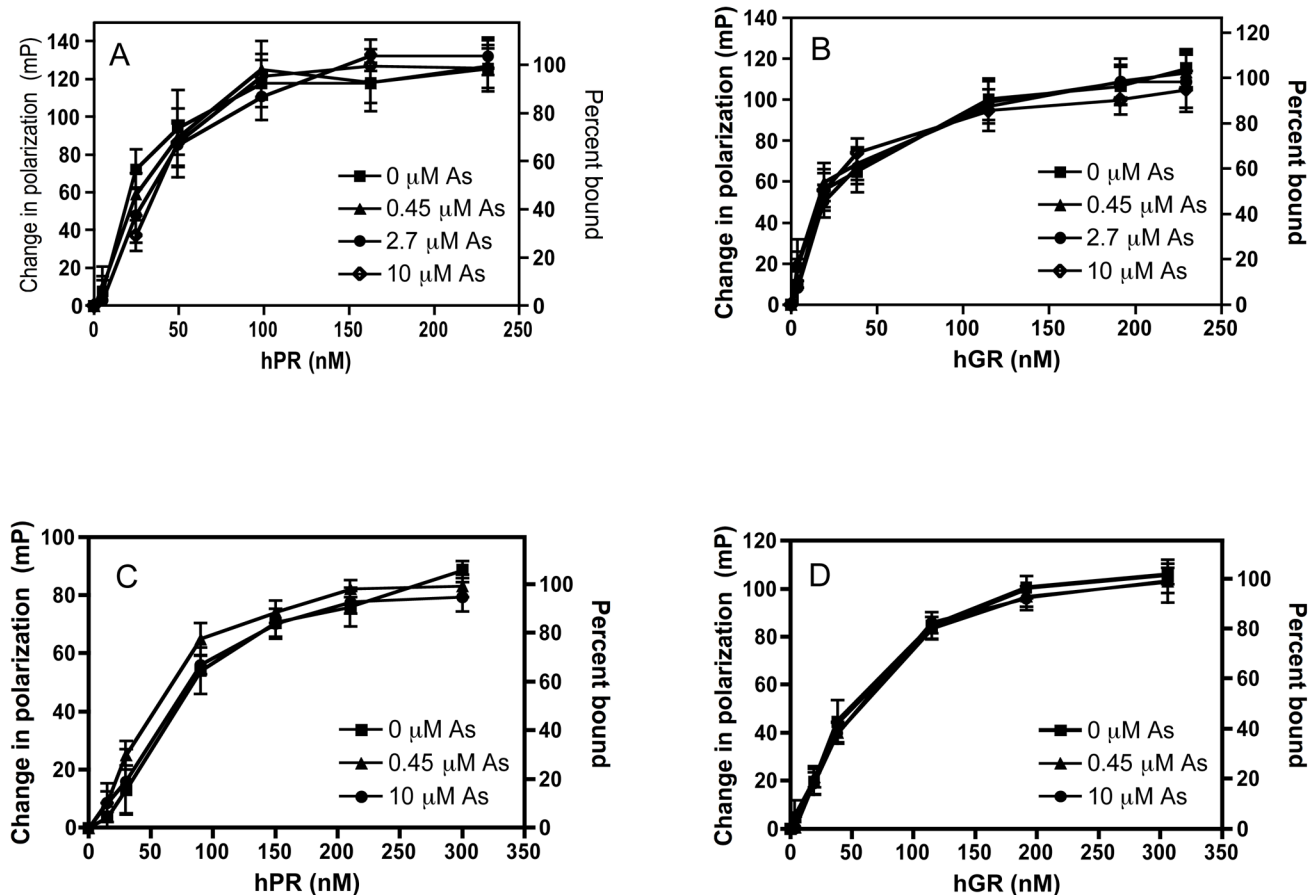 A
Change in polarization (mP)
140
120
100
80
60
40
20
0
100
80
60
40
20
0
Percent bound
0 μM As
0.45 μM As
2.7 μM As
10 μM As
0 50 100 150 200 250
hPR (nM)
B
Change in polarization (mP)
140
120
100
80
60
40
20
0
120
100
80
60
40
20
0
Percent bound
0 μM As
0.45 μM As
2.7 μM As
10 μM As
0 50 100 150 200 250
hGR (nM)
C
Change in polarization (mP)
100
80
60
40
20
0
100
80
60
40
20
0
Percent bound
0 μM As
0.45 μM As
10 μM As
0 50 100 150 200 250 300 350
hPR (nM)
D
Change in polarization (mP)
120
100
80
60
40
20
0
100
80
60
40
20
0
Percent bound
0 μM As
0.45 μM As
10 μM As
0 50 100 150 200 250 300 350
hGR (nM)